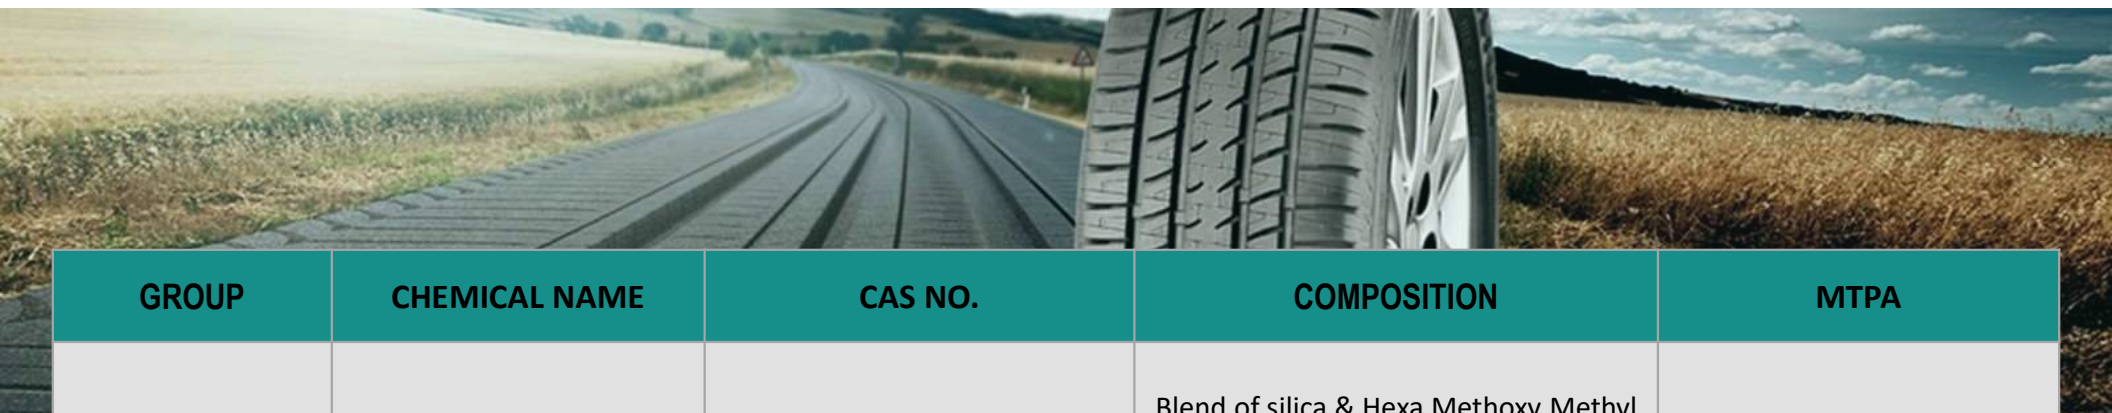 GROUP CHEMICAL NAME CAS NO. COMPOSITION MTPA
Blend of silica & Hexa Methoxy Methyl